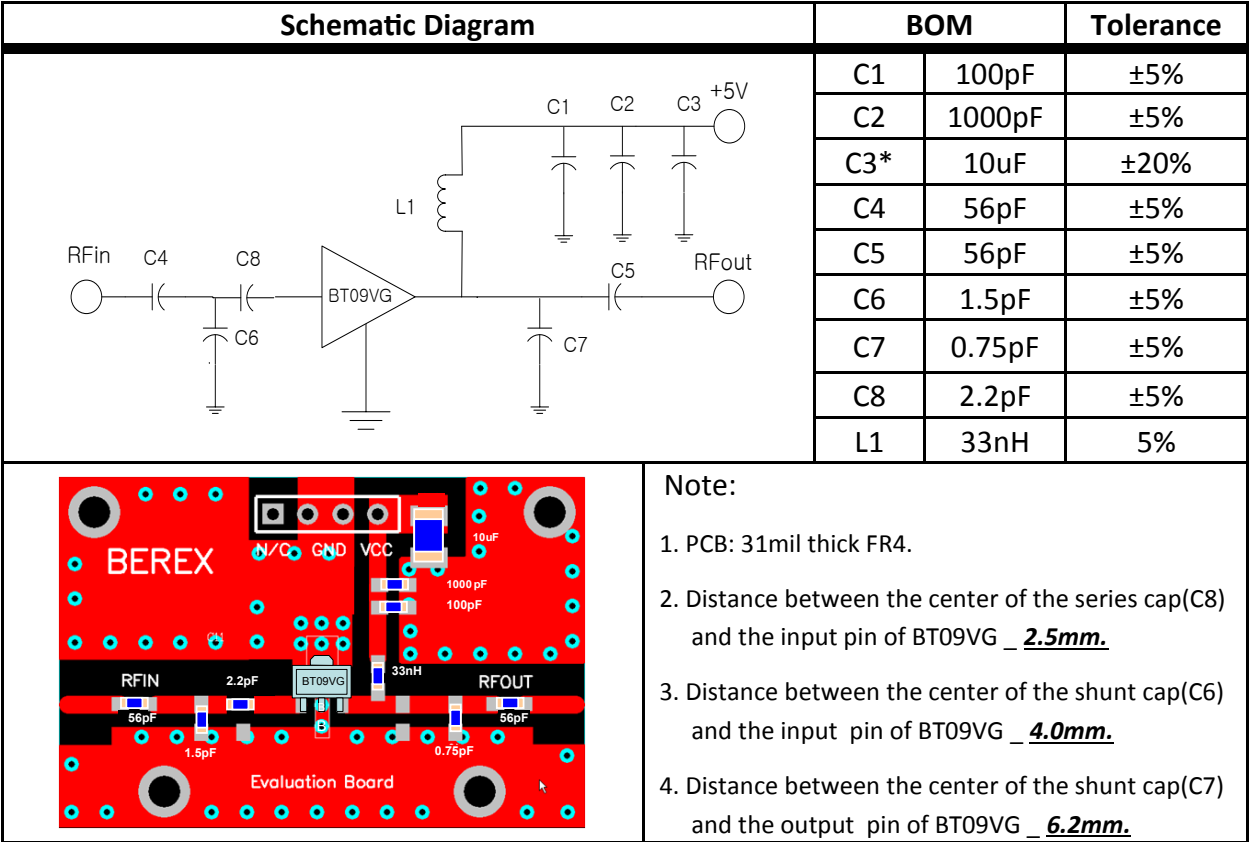 Schematic Diagram BOM Tolerance
C1 100pF ±5%
C2 1000pF ±5%
C3* 10uF ±20%
C4 56pF ±5%
C5 56pF ±5%
C6 1.5pF ±5%
C7 0.75pF ±5%
C8 2.2pF ±5%
L1 33nH 5%
C1 C2 C3 +5V
L1
RFin C4 C8 C5 RFout
BT09VG
C6 C7
BEREX
N/C GND VCC
10uF
1000pF
100pF
33nH
RFIN 2.2pF BT09VG RFOUT
56pF 56pF
1.5pF 0.75pF
Evaluation Board
Note:
1. PCB: 31mil thick FR4.
2. Distance between the center of the series cap(C8)
and the input pin of BT09VG _ 2.5mm.
3. Distance between the center of the shunt cap(C6)
and the input pin of BT09VG _ 4.0mm.
4. Distance between the center of the shunt cap(C7)
and the output pin of BT09VG _ 6.2mm.